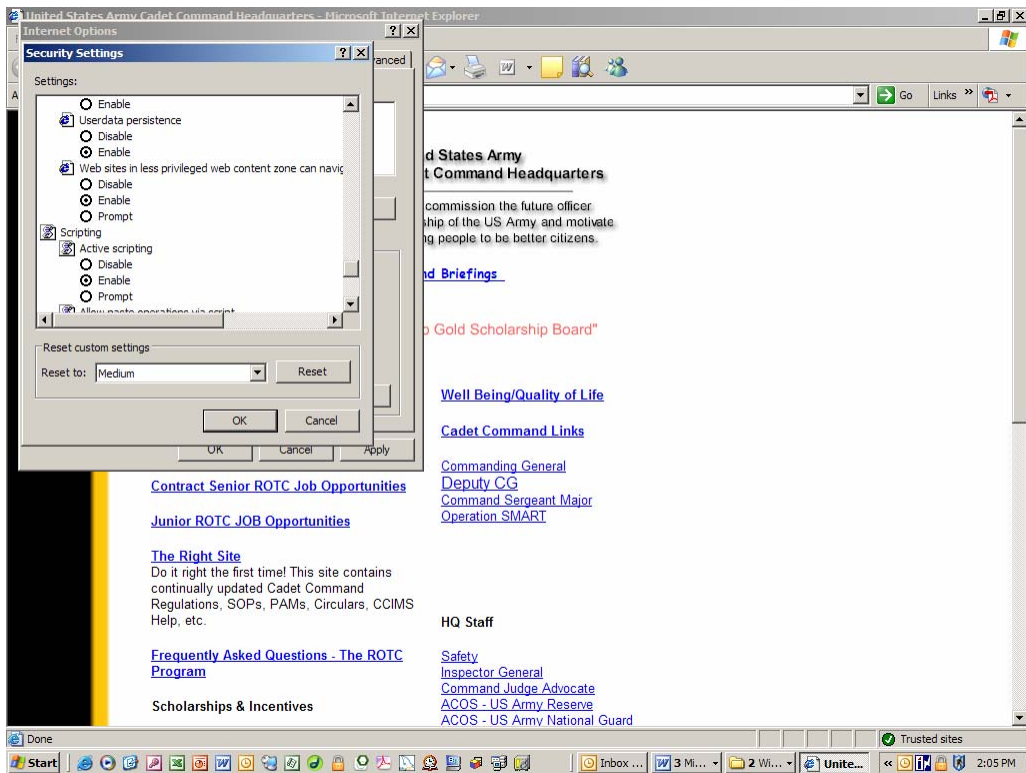 United States Army Cadet Command Headquarters - Microsoft Internet Explorer
Internet Options
Security Settings
vanced
Settings:
Enable
Userdata persistence
Disable
Enable
Web sites in less privileged web content zone can navig
Disable
Enable
Prompt
Scripting
Active scripting
Disable
Enable
Prompt
Allow paste operations via script
Reset custom settings
Reset to: Medium Reset
OK Cancel
OK Cancel Apply
Go Links »
d States Army
t Command Headquarters
commission the future officer
ship of the US Army and motivate
ng people to be better citizens.
nd Briefings
o Gold Scholarship Board"
Well Being/Quality of Life
Cadet Command Links
Commanding General
Deputy CG
Command Sergeant Major
Operation SMART
Contract Senior ROTC Job Opportunities
Junior ROTC JOB Opportunities
The Right Site
Do it right the first time! This site contains
continually updated Cadet Command
Regulations, SOPs, PAMs, Circulars, CCIMS
Help, etc.
Frequently Asked Questions - The ROTC
Program
Scholarships & Incentives
HQ Staff
Safety
Inspector General
Command Judge Advocate
ACOS - US Army Reserve
ACOS - US Army National Guard
Done Trusted sites
Start Inbox ... 3 Mi... 2 Wi... Unite... « 2:05 PM